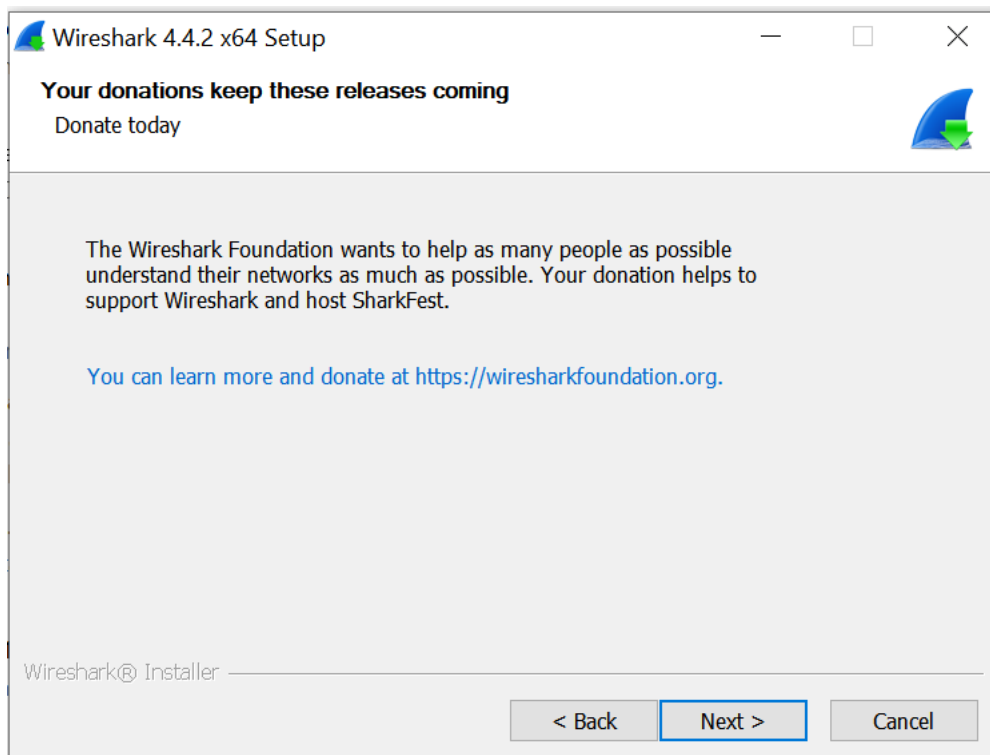 Wireshark 4.4.2 x64 Setup
Your donations keep these releases coming
Donate today
The Wireshark Foundation wants to help as many people as possible
understand their networks as much as possible. Your donation helps to
support Wireshark and host SharkFest.
You can learn more and donate at https://wiresharkfoundation.org.
Wireshark® Installer
< Back Next > Cancel